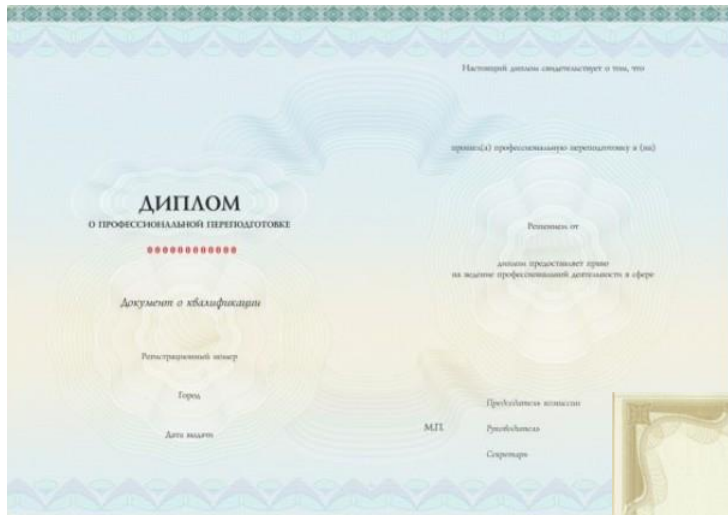 ДИПЛОМ
О ПРОФЕССИОНАЛЬНОЙ ПЕРЕПОДГОТОВКЕ
000000000000
Документ о квалификации
Регистрационный номер
Город
Дата выдачи
Настоящий диплом свидетельствует о том, что
прошел(а) профессиональную переподготовку в (на)
Решением от
диплом предоставляет право
на ведение профессиональной деятельности в сфере
Председатель комиссии
М.П.
Руководитель
Секретарь